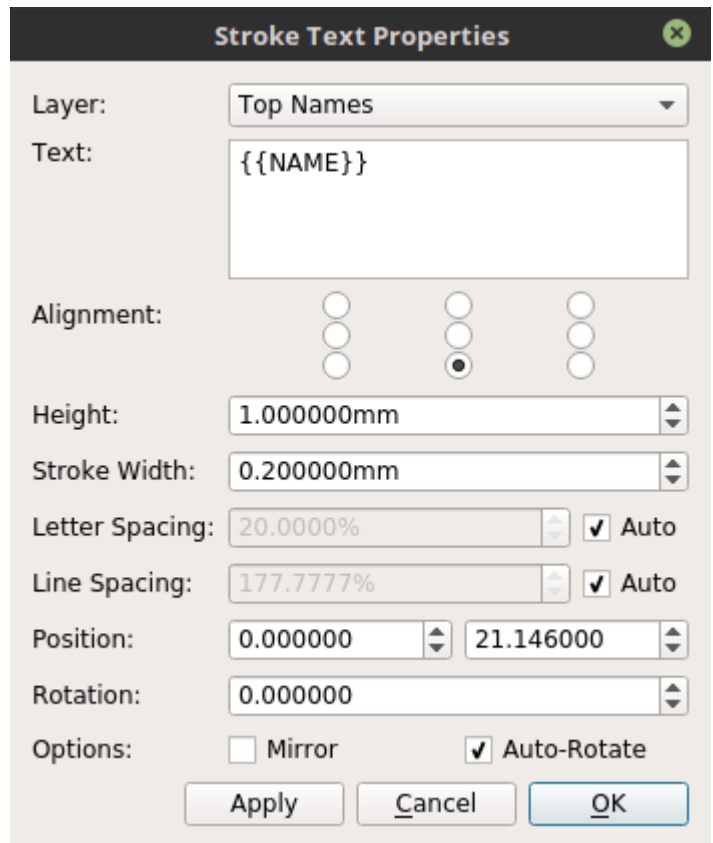 Stroke Text Properties
Layer: Top Names
Text: {{NAME}}
Alignment:
Height: 1.000000mm
Stroke Width: 0.200000mm
Letter Spacing: 20.0000% Auto
Line Spacing: 177.7777% Auto
Position: 0.000000 21.146000
Rotation: 0.000000
Options: Mirror Auto-Rotate
Apply Cancel OK